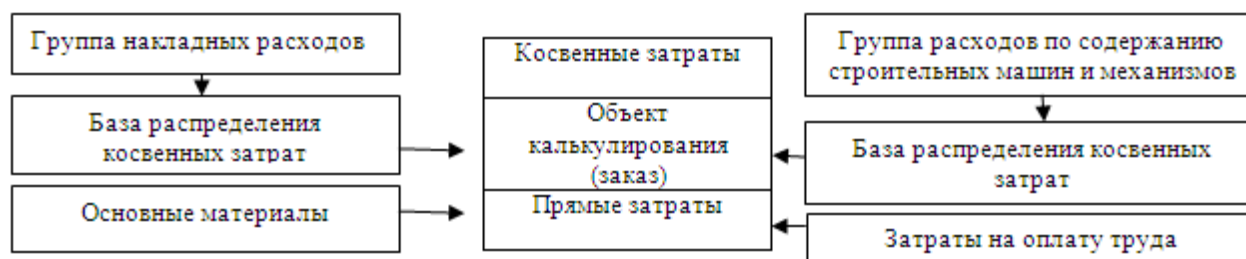 Группа накладных расходов
База распределения
косвенных затрат
Основные материалы
Косвенные затраты
Объект
калькулирования
(заказ)
Прямые затраты
Группа расходов по содержанию
строительных машин и механизмов
База распределения косвенных
затрат
Затраты на оплату труда